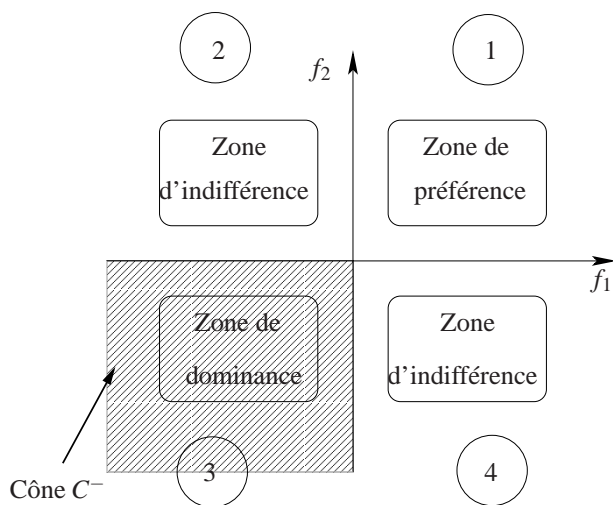 2
1
f₂
Zone
d'indifférence
Zone de
préférence
f₁
Zone de
dominance
Zone
d'indifférence
3
4
Cône C⁻